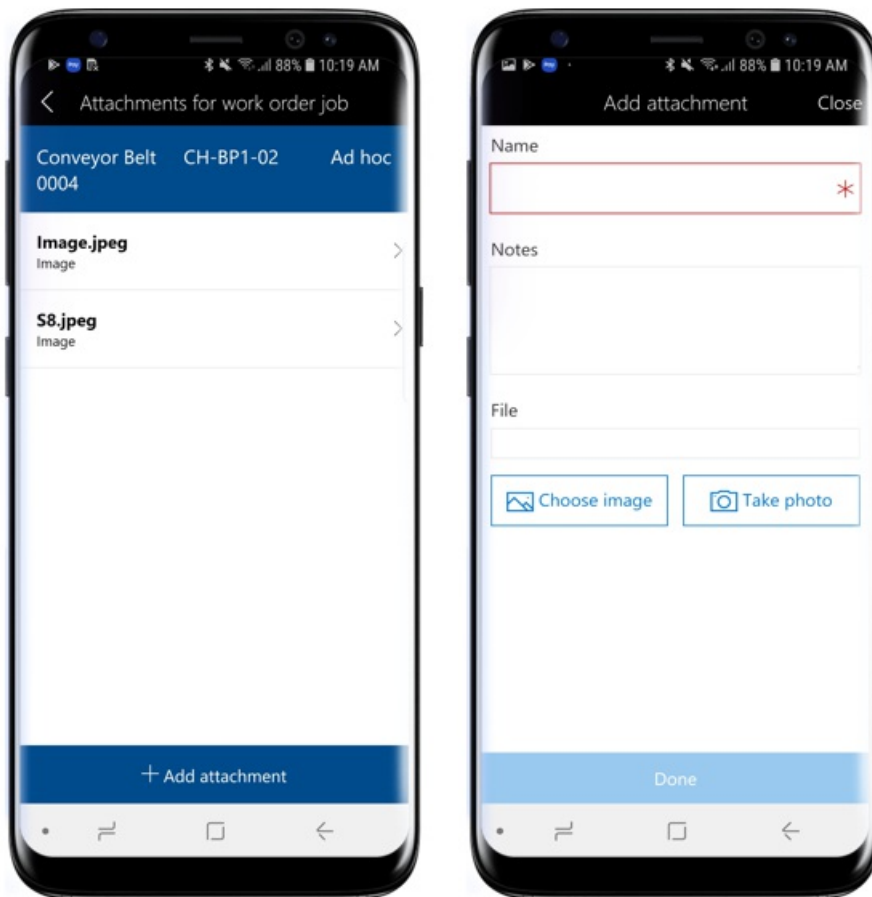 88% 10:19 AM
Attachments for work order job
Conveyor Belt CH-BP1-02 Ad hoc
0004
Image.jpeg
Image
S8.jpeg
Image
+ Add attachment
88% 10:19 AM
Add attachment Close
Name
*
Notes
File
Choose image Take photo
Done